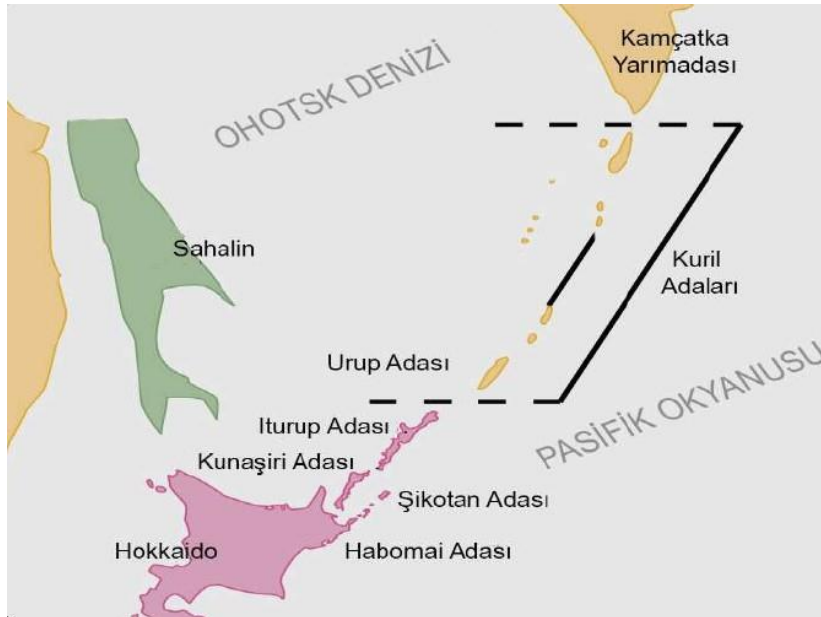 Kamçatka
Yarımadası
OHOTSK DENİZİ
Sahalin
Kuril
Adaları
Urup Adası
PASİFİK OKYANUSU
Iturup Adası
Kunaşiri Adası
Şikotan Adası
Hokkaido
Habomai Adası